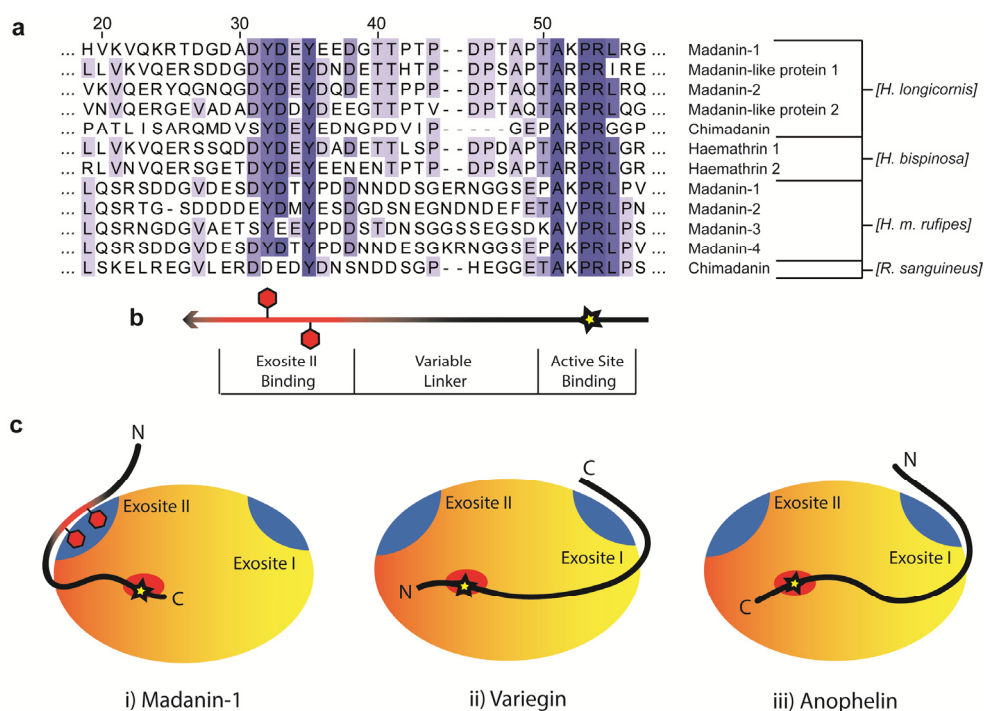 a
20 30 40 50
... HVKVQKRTDGDADYDEYEEDGTTPTP--DPTAPTAKPRLRG ... Madanin-1
... LLVKVQERSDDGDYDEYDNDETTHTP--DPSAPTARPRIRE ... Madanin-like protein 1
... VKVQERYQGNQGDYDEYDQDETTPPP--DPTAQTARPRLRQ ... Madanin-2
... VNVQERGEVADADYDEYDEEGTTPTV--DPTAQTARPRLRQ ... Madanin-like protein 2
... PATLISARQMDVSYDEYEDNGPDVIP-----GEPAKPRGGP ... Chimadanin
[H. longicornis]
... LLVKVQERSSQDDYDEYDADETTLSP--DPDAPTARPRLGR ... Haemathrin 1
... RLVNVQERSGETDYDEYEENENTPTP--DPSAPTARPRLGR ... Haemathrin 2
[H. bispinosa]
... LQSRSDDGVDESDYDTYPDDNNDDSGERNGGSEPAKPRLPV ... Madanin-1
... LQSRTG-SDDDDEYDMYESDGDSNEGNDNDEFETAVPRLPN ... Madanin-2
... LQSRNGDGVAETSYEEYPDDSTDNSGGSSEGSDKAVPRLPS ... Madanin-3
... LQSRSDDGVDESDYDTYPDDNNDESGKRNGGSEPAKPRLPV ... Madanin-4
[H. m. rufipes]
... LSKELREGVLERDDEDYDNSNDDSGP--HEGGETAKPRLPS ... Chimadanin
[R. sanguineus]
b
Exosite II
Binding
Variable
Linker
Active Site
Binding
c
N
Exosite II
Exosite I
C
i) Madanin-1
C
Exosite II
Exosite I
N
ii) Variegin
N
Exosite II
Exosite I
C
iii) Anophelin